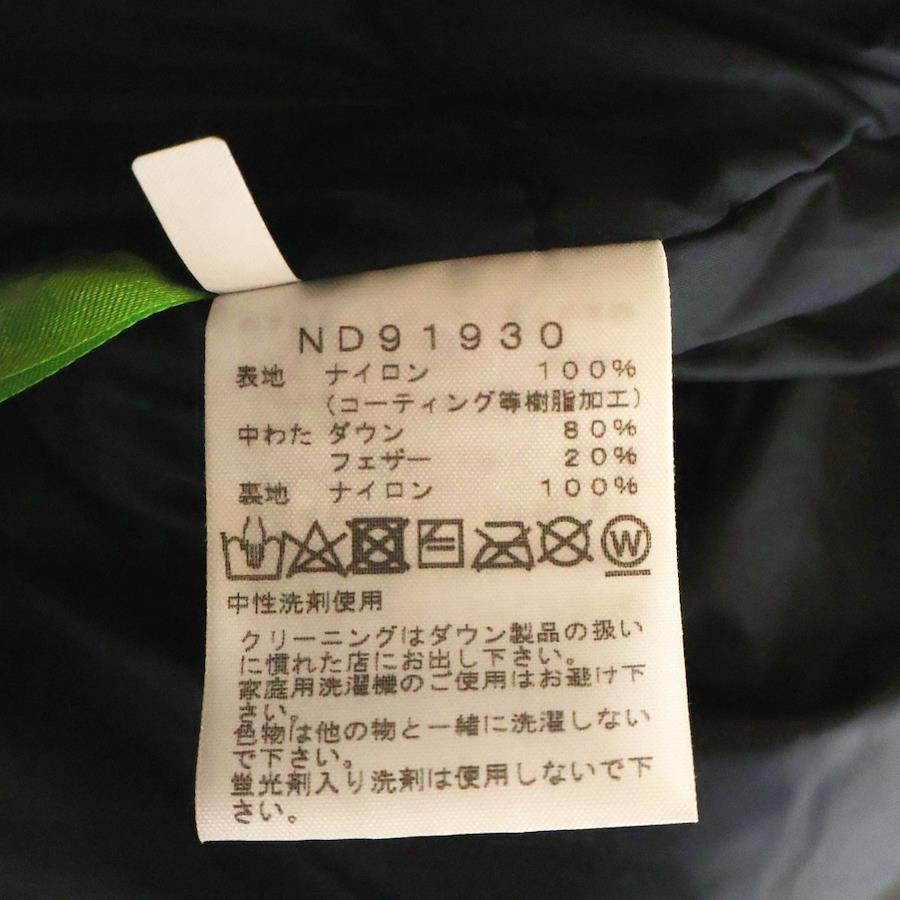 ND91930
表地 ナイロン 100%
(コーティング等樹脂加工)
中わた ダウン 80%
フェザー 20%
裏地 ナイロン 100%
W
中性洗剤使用
クリーニングはダウン製品の扱い
に慣れた店にお出し下さい。
家庭用洗濯機のご使用はお避け下
さい。
色物は他の物と一緒に洗濯しない
で下さい。
蛍光剤入り洗剤は使用しないで下
さい。